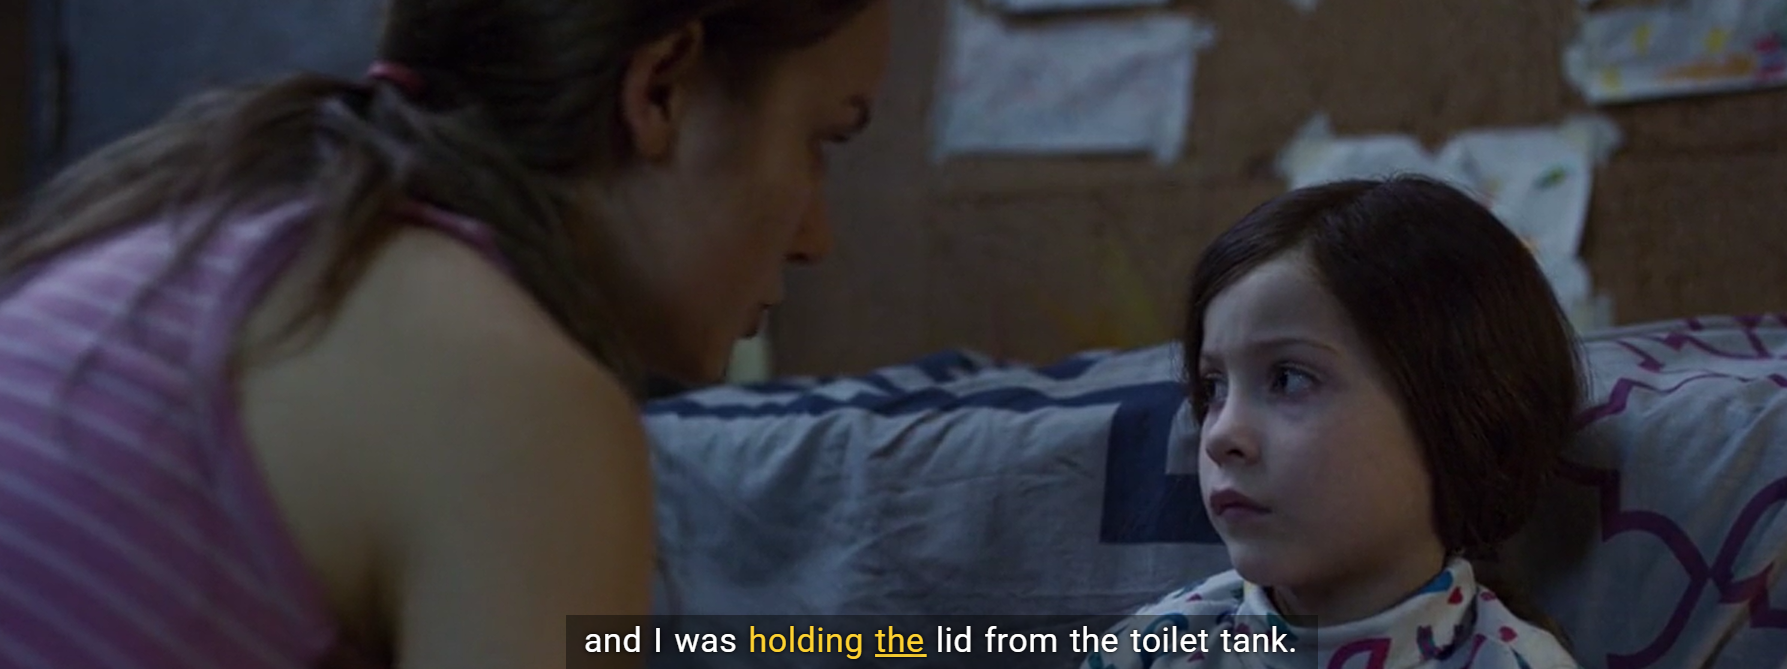 and I was holding the lid from the toilet tank.